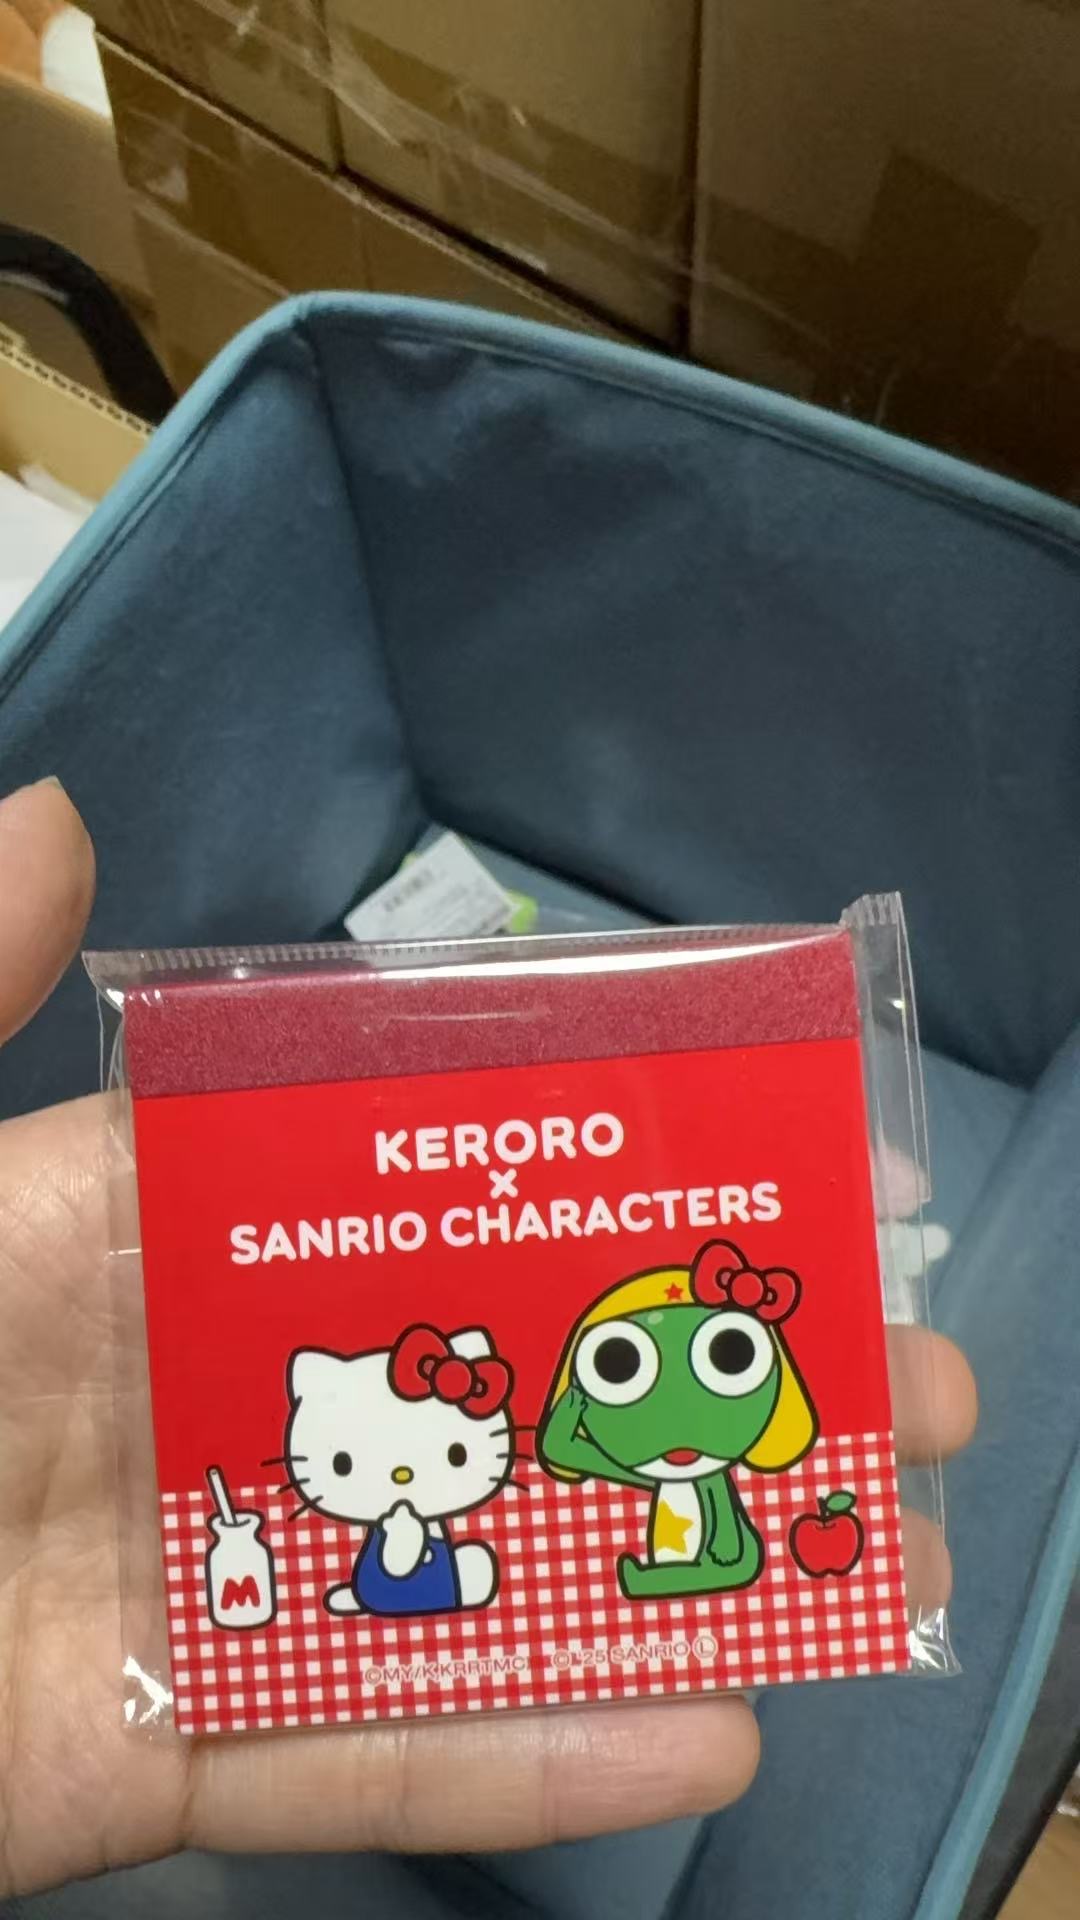 KERORO
×
SANRIO CHARACTERS
M
©MY/K,KRRTMC ©'25 SANRIO Ⓛ